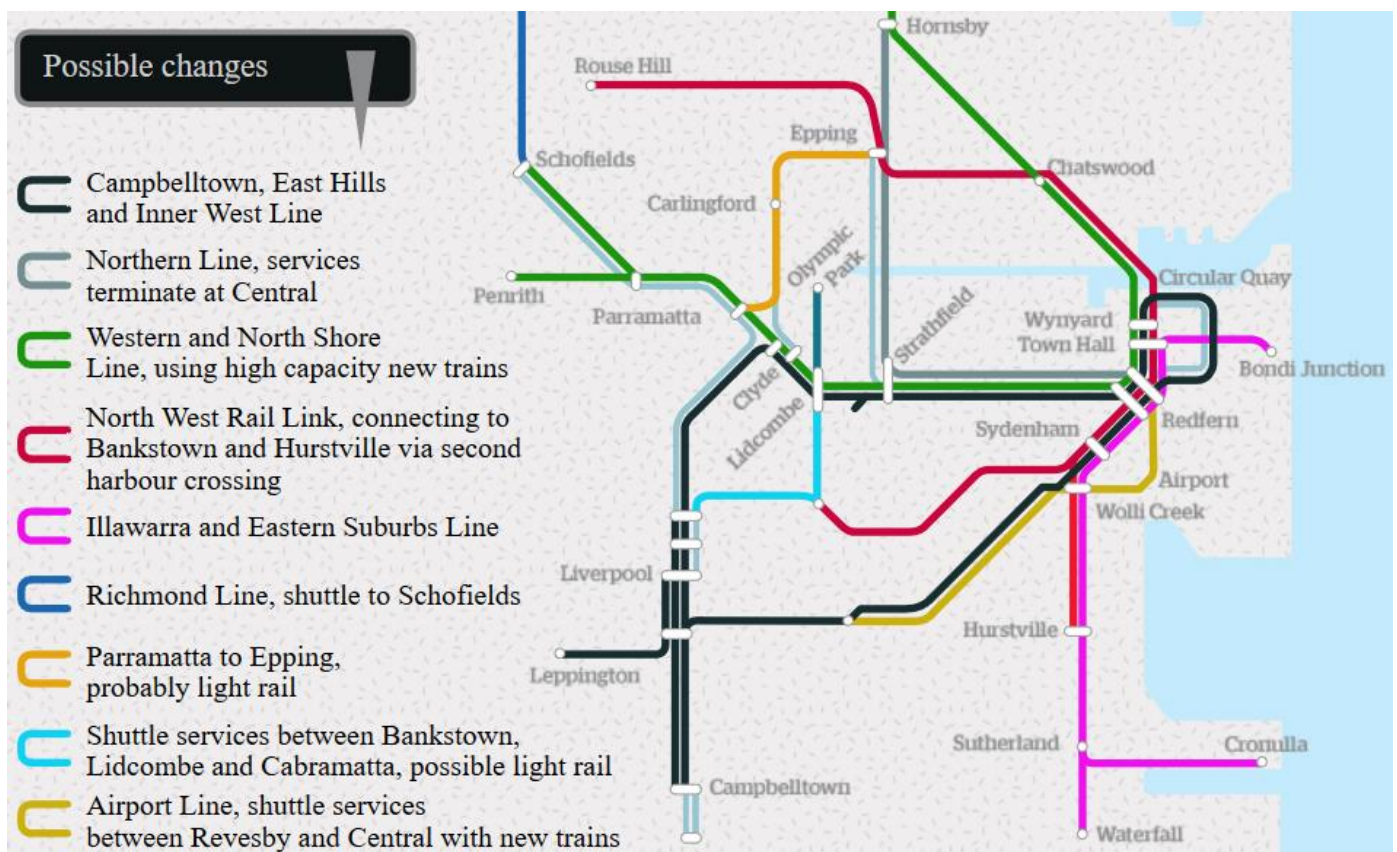 Possible changes
Campbelltown, East Hills
and Inner West Line
Northern Line, services
terminate at Central
Western and North Shore
Line, using high capacity new trains
North West Rail Link, connecting to
Bankstown and Hurstville via second
harbour crossing
Illawarra and Eastern Suburbs Line
Richmond Line, shuttle to Schofields
Parramatta to Epping,
probably light rail
Shuttle services between Bankstown,
Lidcombe and Cabramatta, possible light rail
Airport Line, shuttle services
between Revesby and Central with new trains
Hornsby
Rouse Hill
Epping
Schofields
Chatswood
Carlingford
Olympic
Park
Circular Quay
Penrith
Parramatta
Strathfield
Wynyard
Town Hall
Bondi Junction
Clyde
Lidcombe
Redfern
Sydenham
Airport
Wolli Creek
Liverpool
Hurstville
Leppington
Sutherland
Cronulla
Campbelltown
Waterfall